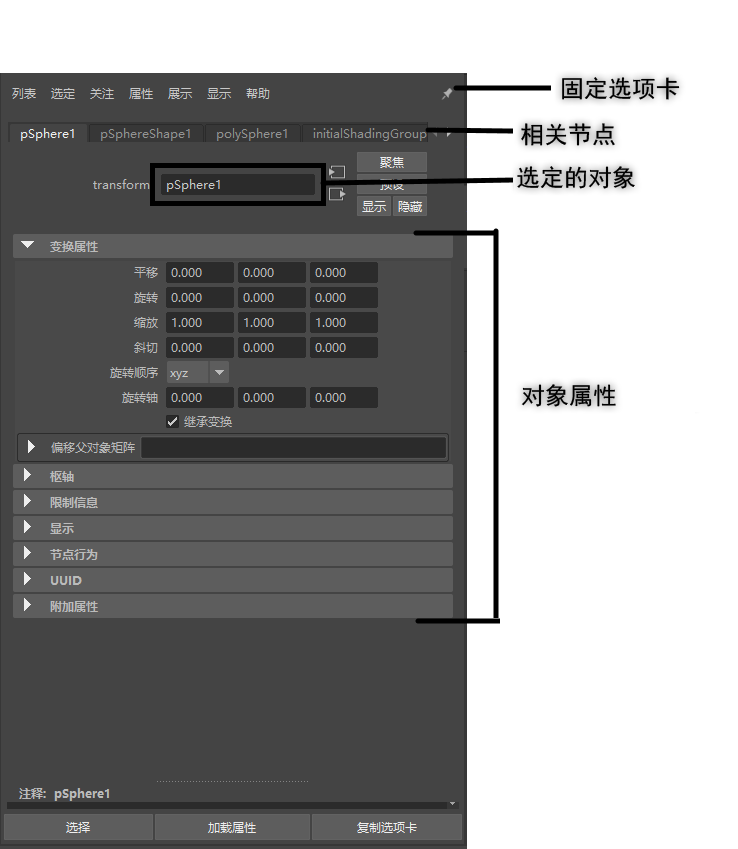 列表 选定 关注 属性 展示 显示 帮助
固定选项卡
pSphere1 pSphereShape1 polySphere1 initialShadingGroup
相关节点
聚焦
transform: pSphere1
预设
选定的对象
显示 隐藏
变换属性
平移 0.000 0.000 0.000
旋转 0.000 0.000 0.000
缩放 1.000 1.000 1.000
斜切 0.000 0.000 0.000
旋转顺序 xyz
旋转轴 0.000 0.000 0.000
对象属性
继承变换
偏移父对象矩阵
枢轴
限制信息
显示
节点行为
UUID
附加属性
注释: pSphere1
选择 加载属性 复制选项卡